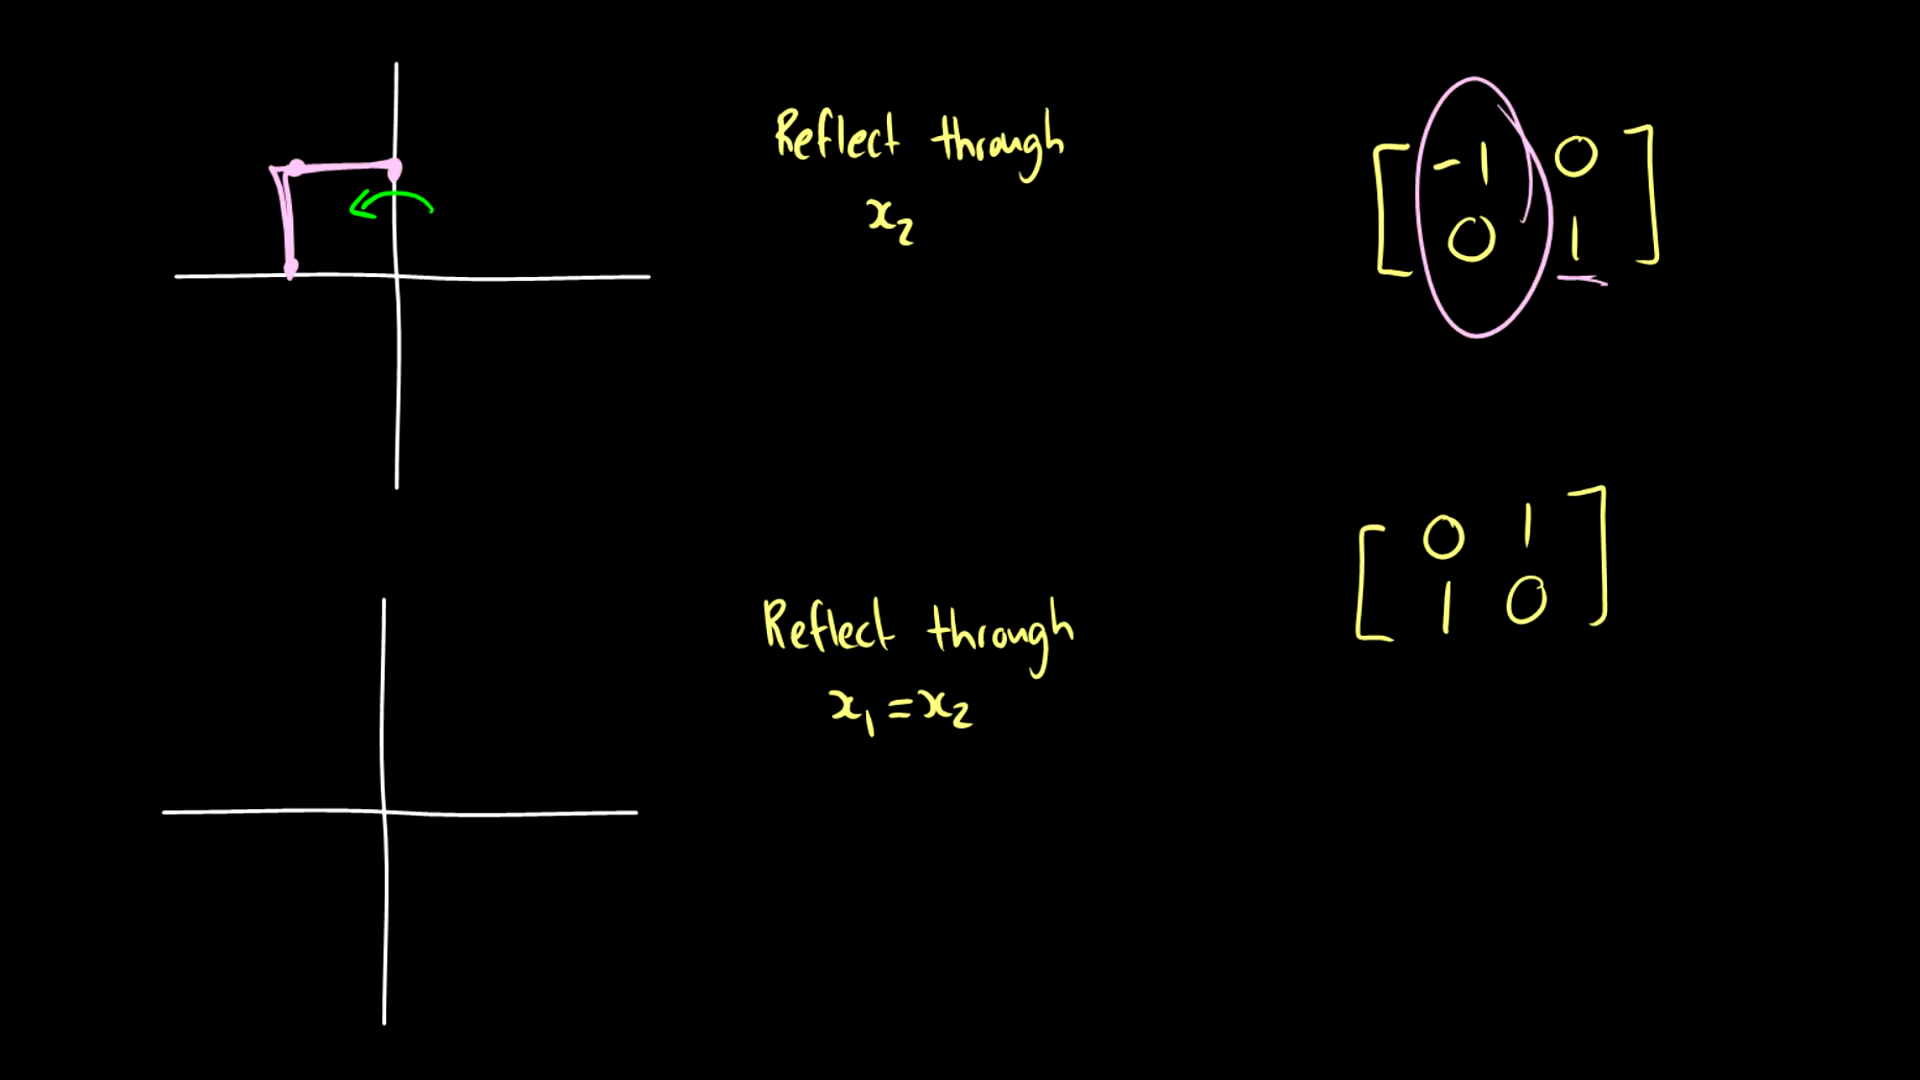 Reflect through
x₂
[ -1 0
0 1 ]
Reflect through
x₁=x₂
[ 0 1
1 0 ]